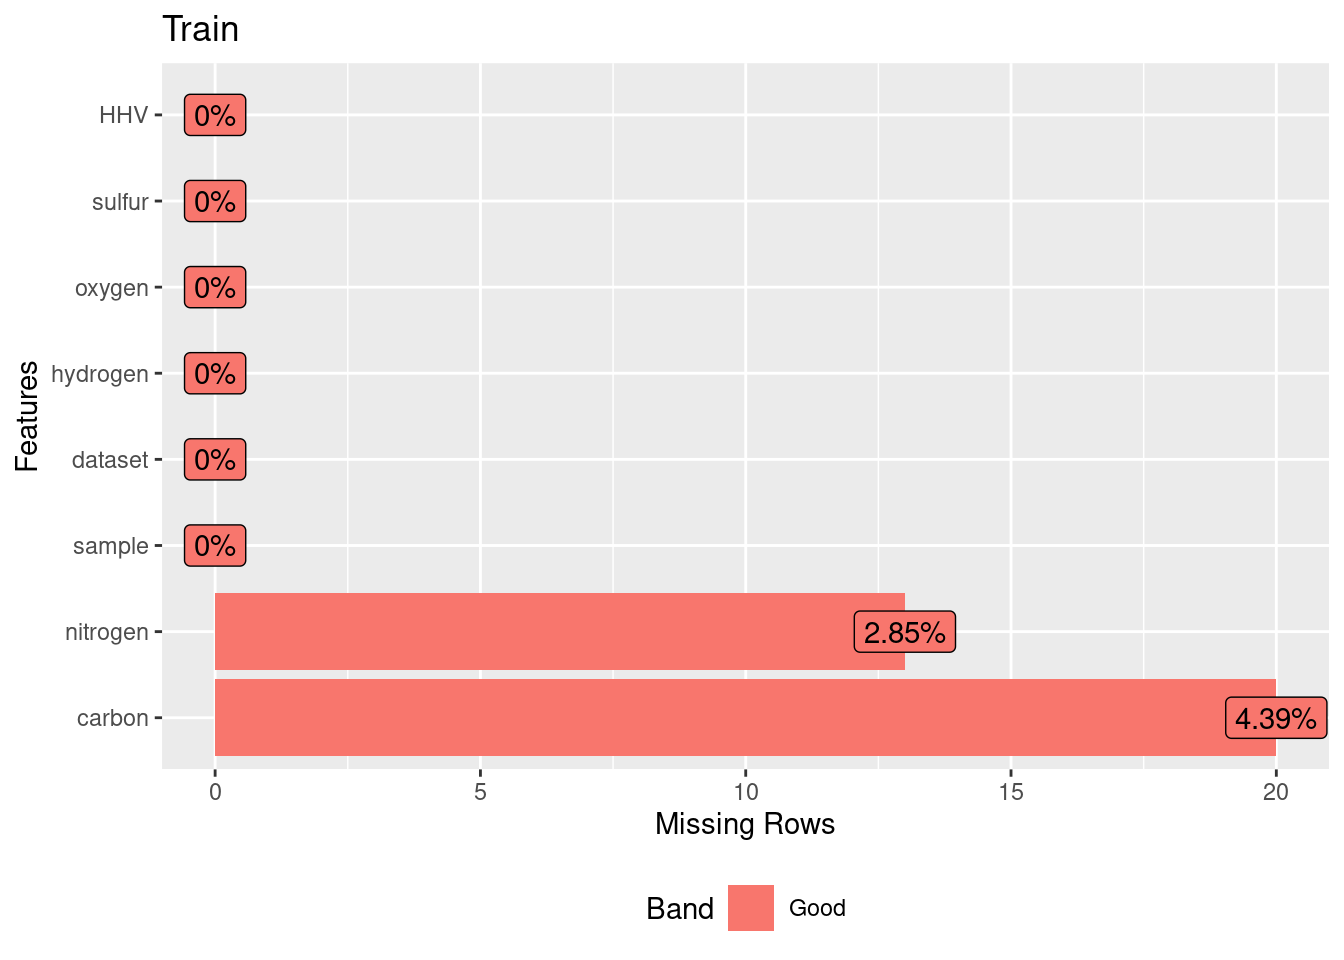 Train
HHV
0%
sulfur
0%
oxygen
0%
hydrogen
0%
dataset
0%
sample
0%
nitrogen
2.85%
carbon
4.39%
Features
0 5 10 15 20
Missing Rows
Band Good